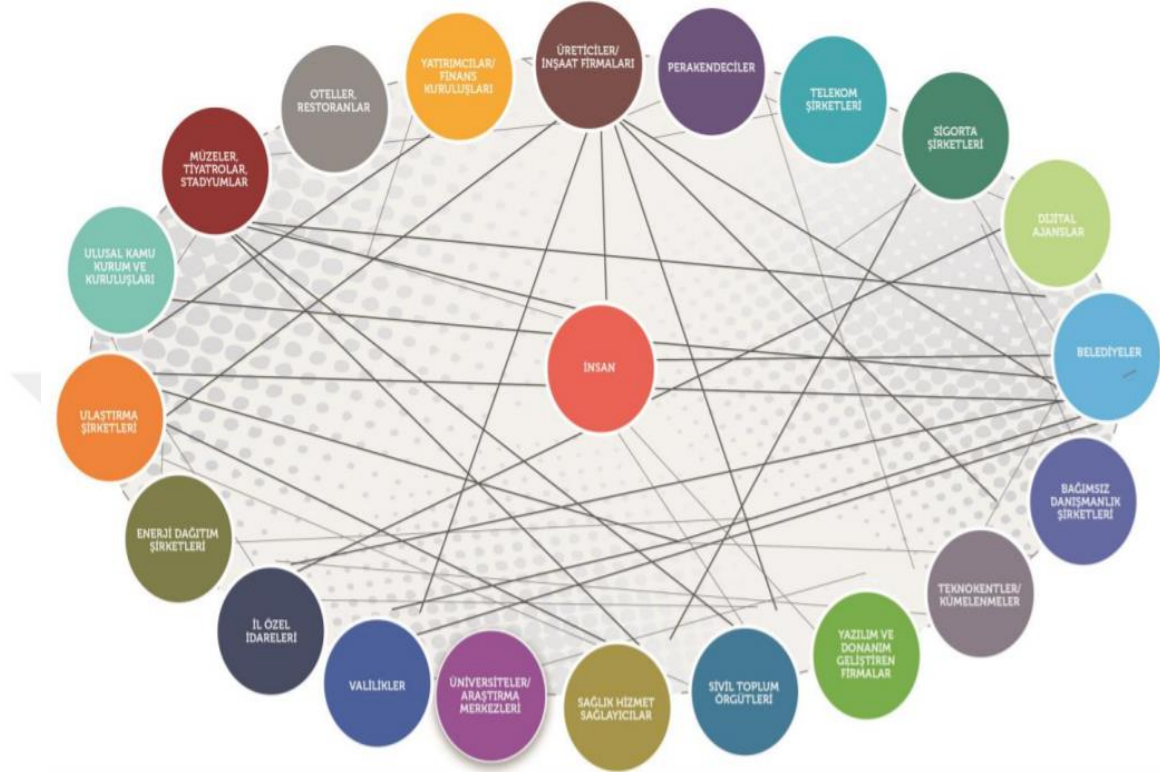 ÜRETİCİLER/
İNŞAAT FİRMALARI
PERAKENDECİLER
TELEKOM
ŞİRKETLERİ
SİGORTA
ŞİRKETLERİ
DİJİTAL
AJANSLAR
BELEDİYELER
BAĞIMSIZ
DANIŞMANLIK
ŞİRKETLERİ
TEKNOKENTLER/
KÜMELENMELER
YAZILIM VE
DONANIM
GELİŞTİREN
FİRMALAR
SİVİL TOPLUM
ÖRGÜTLERİ
SAĞLIK HİZMET
SAĞLAYICILAR
ÜNİVERSİTELER/
ARAŞTIRMA
MERKEZLERİ
VALİLİKLER
İL ÖZEL
İDARELERİ
ENERJİ DAĞITIM
ŞİRKETLERİ
ULAŞTIRMA
ŞİRKETLERİ
ULUSAL KAMU
KURUM VE
KURULUŞLARI
MÜZELER,
TİYATROLAR,
STADYUMLAR
OTELLER,
RESTORANLAR
YATIRIMCILAR/
FİNANS
KURULUŞLARI
İNSAN